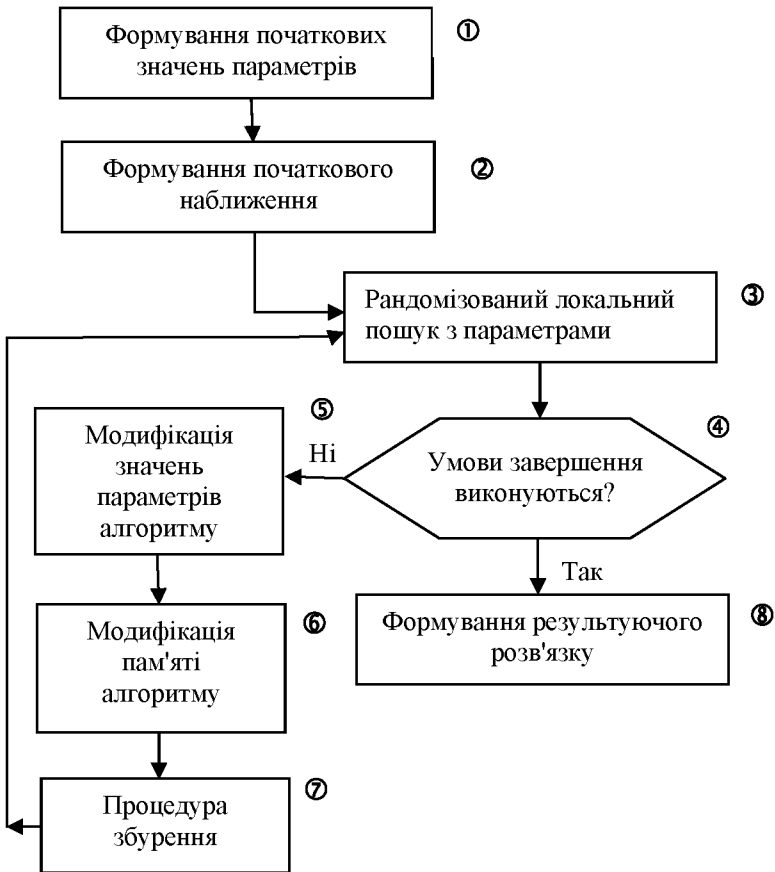 Формування початкових
значень параметрів
①
Формування початкового
наближення
②
Рандомізований локальний
пошук з параметрами
③
Умови завершення
виконуються?
④
Ні
Так
Модифікація
значень
параметрів
алгоритму
⑤
Модифікація
пам'яті
алгоритму
⑥
Процедура
збурення
⑦
Формування результуючого
розв'язку
⑧